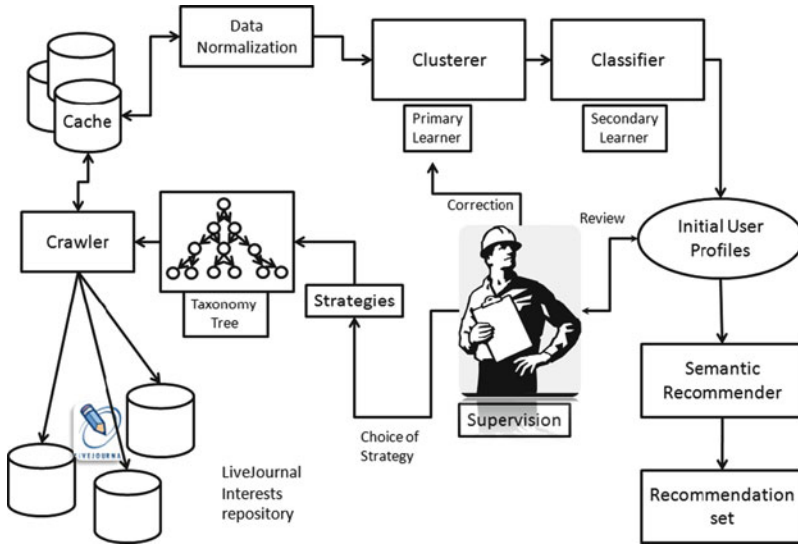 Data
Normalization
Clusterer
Classifier
Cache
Primary
Learner
Secondary
Learner
Correction
Review
Initial User
Profiles
Crawler
Taxonomy
Tree
Strategies
Semantic
Recommender
Supervision
Choice of
Strategy
LIVEJOURNAL
LiveJournal
Interests
repository
Recommendation
set